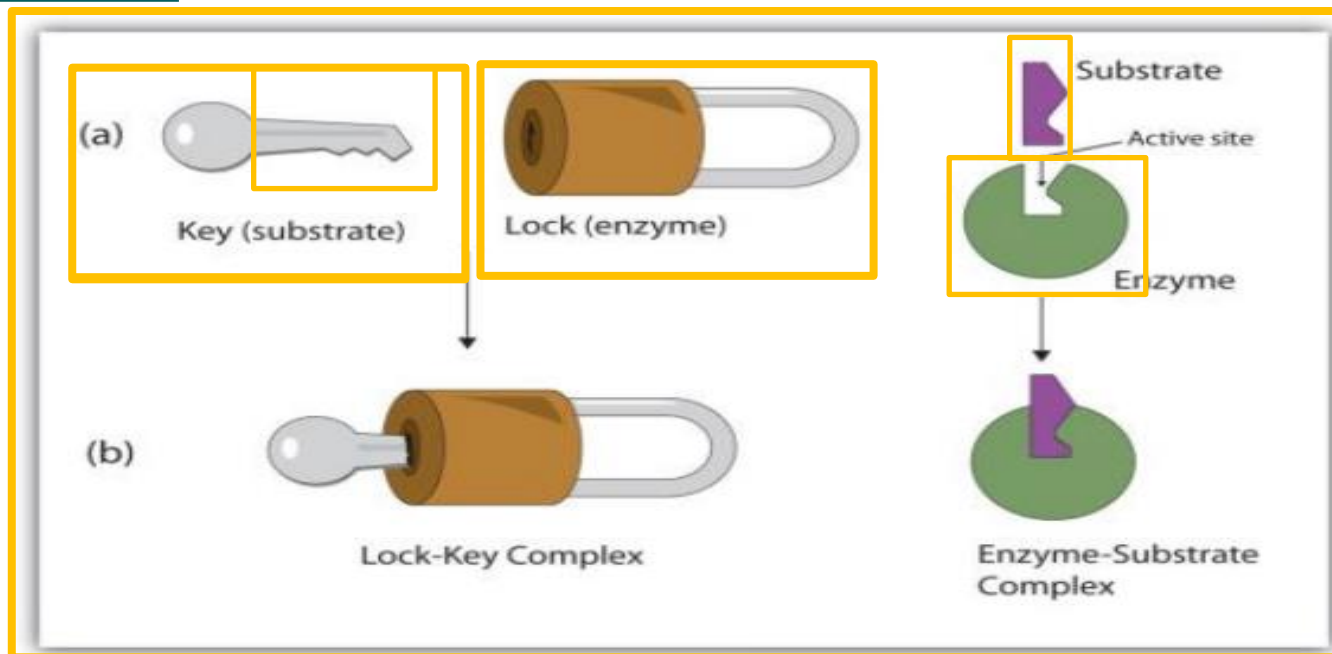 Substrate
(a)
Active site
Key (substrate)
Lock (enzyme)
Enzyme
(b)
Lock-Key Complex
Enzyme-Substrate
Complex